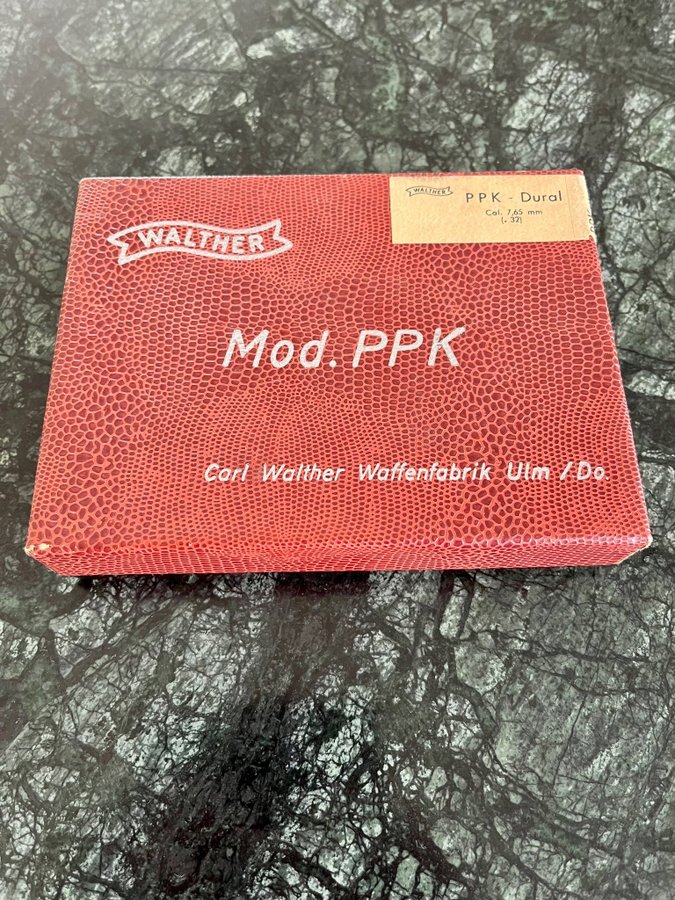 WALTHER
WALTHER
PPK - Dural
Cal. 7,65 mm
(. 32)
Mod. PPK
Carl Walther Waffenfabrik Ulm / Do.